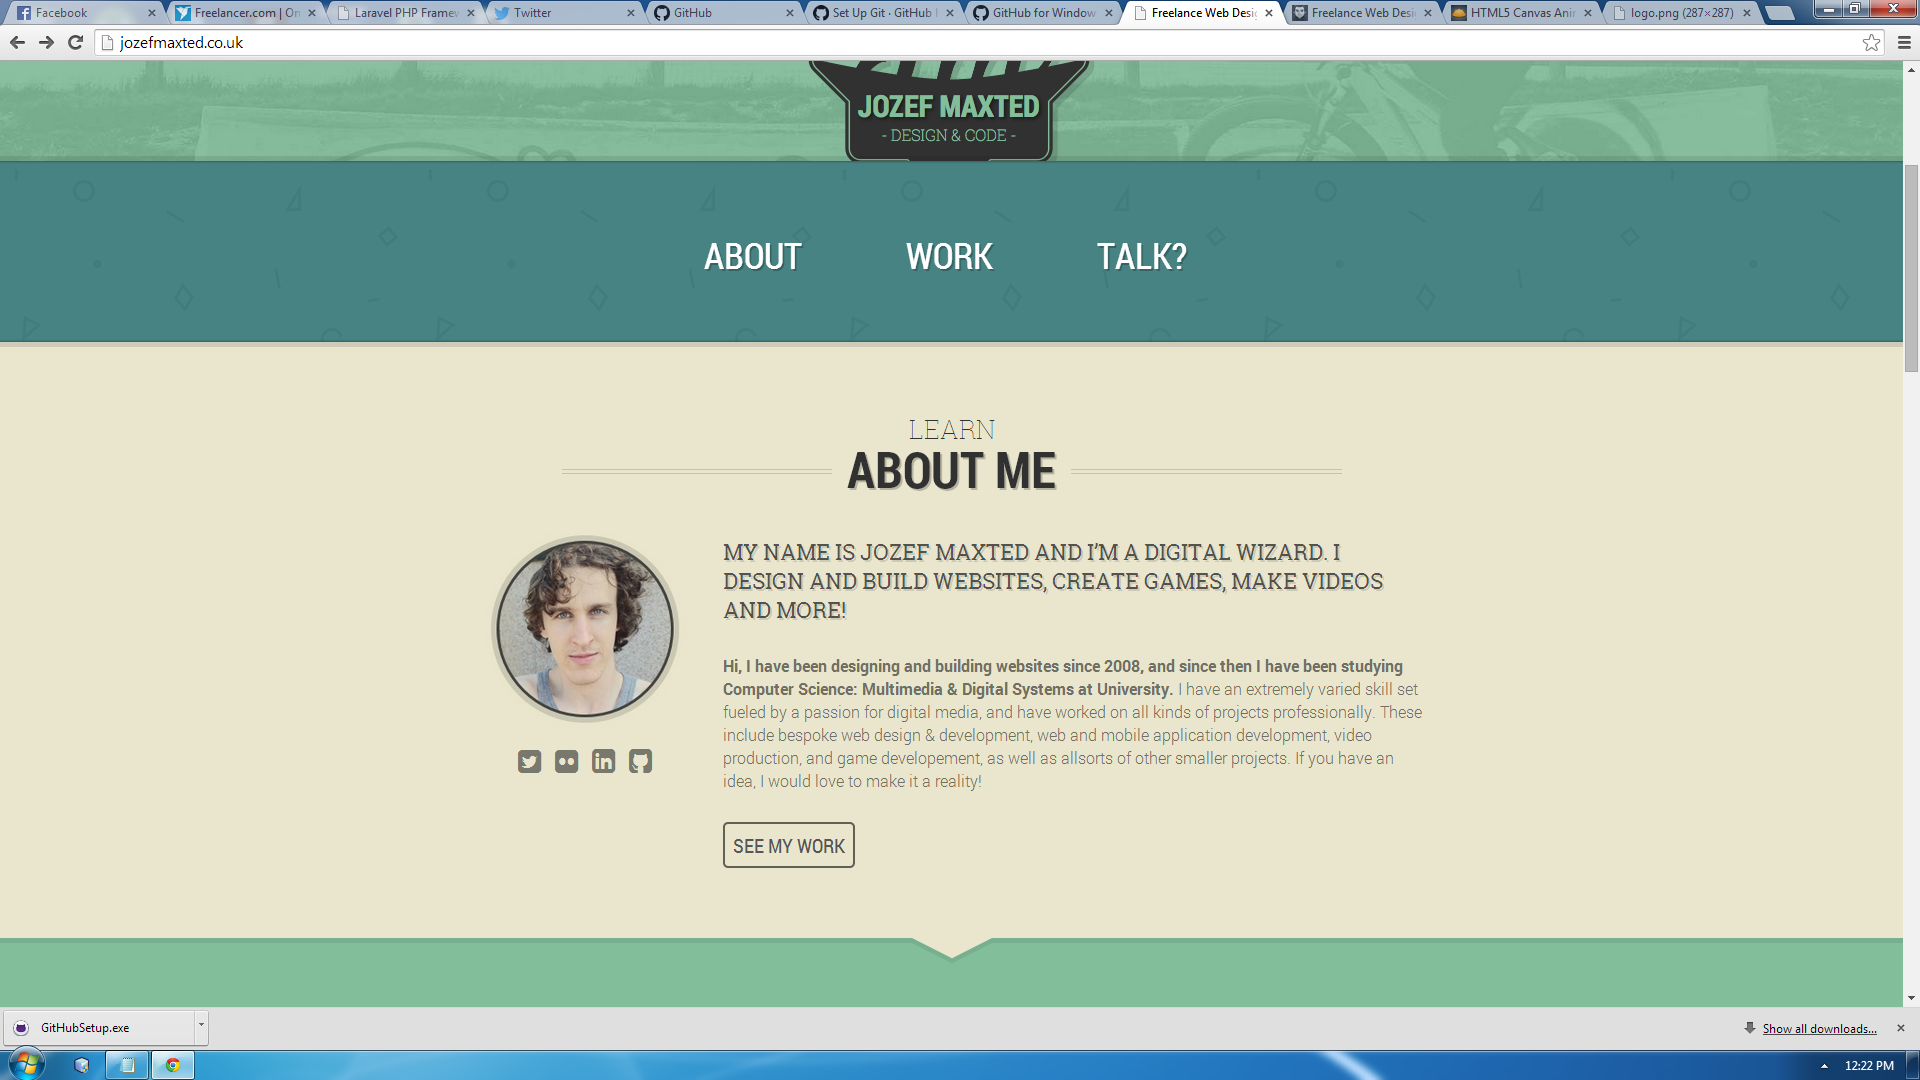 Facebook
Freelancer.com | On
Laravel PHP Framew
Twitter
GitHub
Set Up Git · GitHub
GitHub for Window
Freelance Web Desi
Freelance Web Desi
HTML5 Canvas Ani
logo.png (287×287)
jozefmaxted.co.uk
JOZEF MAXTED
- DESIGN & CODE -
ABOUT WORK TALK?
LEARN
ABOUT ME
MY NAME IS JOZEF MAXTED AND I’M A DIGITAL WIZARD. I
DESIGN AND BUILD WEBSITES, CREATE GAMES, MAKE VIDEOS
AND MORE!
Hi, I have been designing and building websites since 2008, and since then I have been studying
Computer Science: Multimedia & Digital Systems at University. I have an extremely varied skill set
fueled by a passion for digital media, and have worked on all kinds of projects professionally. These
include bespoke web design & development, web and mobile application development, video
production, and game developement, as well as allsorts of other smaller projects. If you have an
idea, I would love to make it a reality!
SEE MY WORK
GitHubSetup.exe
Show all downloads...
12:22 PM